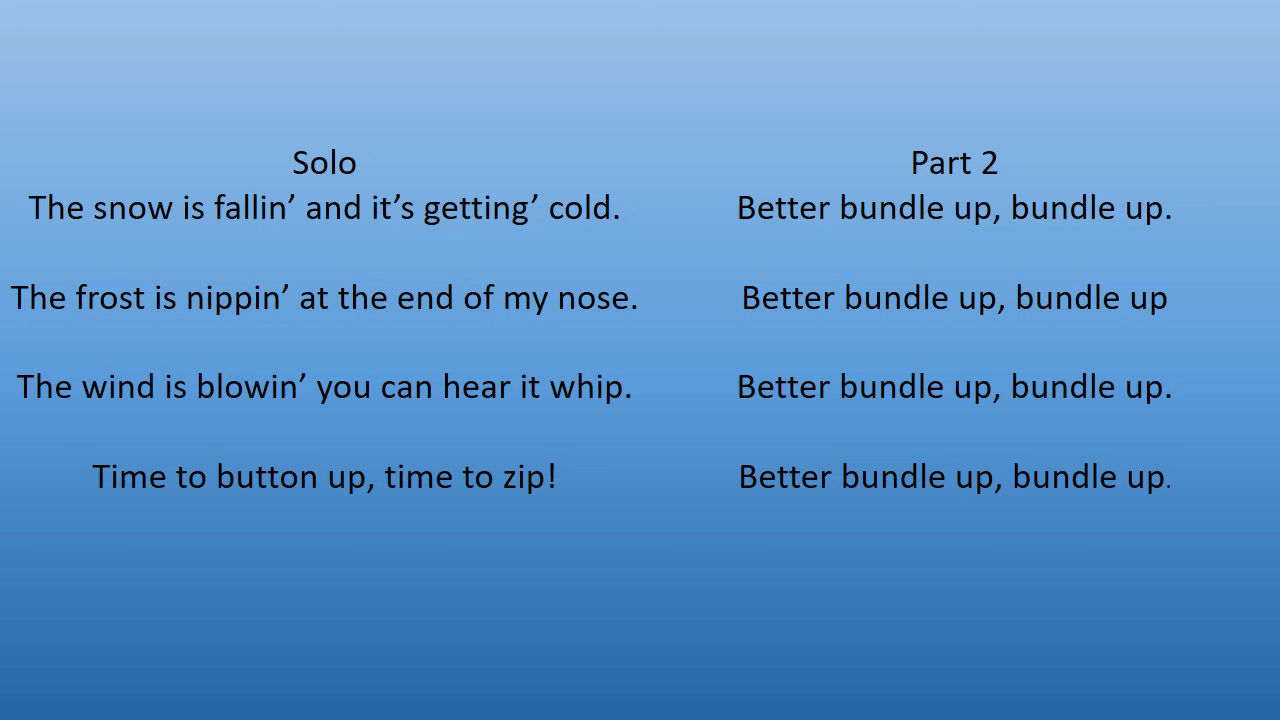 Solo
The snow is fallin’ and it’s getting’ cold.
The frost is nippin’ at the end of my nose.
The wind is blowin’ you can hear it whip.
Time to button up, time to zip!
Part 2
Better bundle up, bundle up.
Better bundle up, bundle up
Better bundle up, bundle up.
Better bundle up, bundle up.